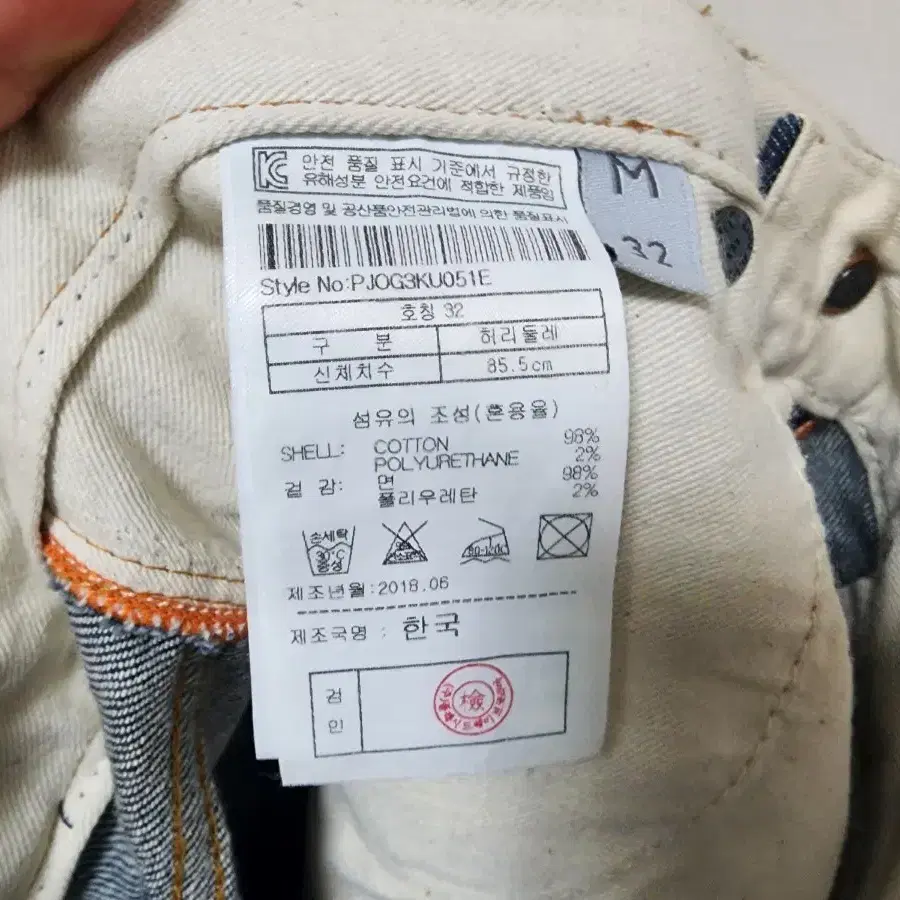 KC 안전 품질 표시 기준에서 규정한
유해성분 안전요건에 적합한 제품임
품질경영 및 공산품안전관리법에 의한 품질표시
M
32
Style No:PJOG3KU051E
호칭 32
구 분 허리둘레
신체치수 85.5cm
섬유의 조성(혼용율)
SHELL: COTTON 98%
POLYURETHANE 2%
겉 감: 면 98%
폴리우레탄 2%
손세탁
30℃
중성
80-120℃
제조년월:2018.06
제조국명 : 한국
검
인
檢